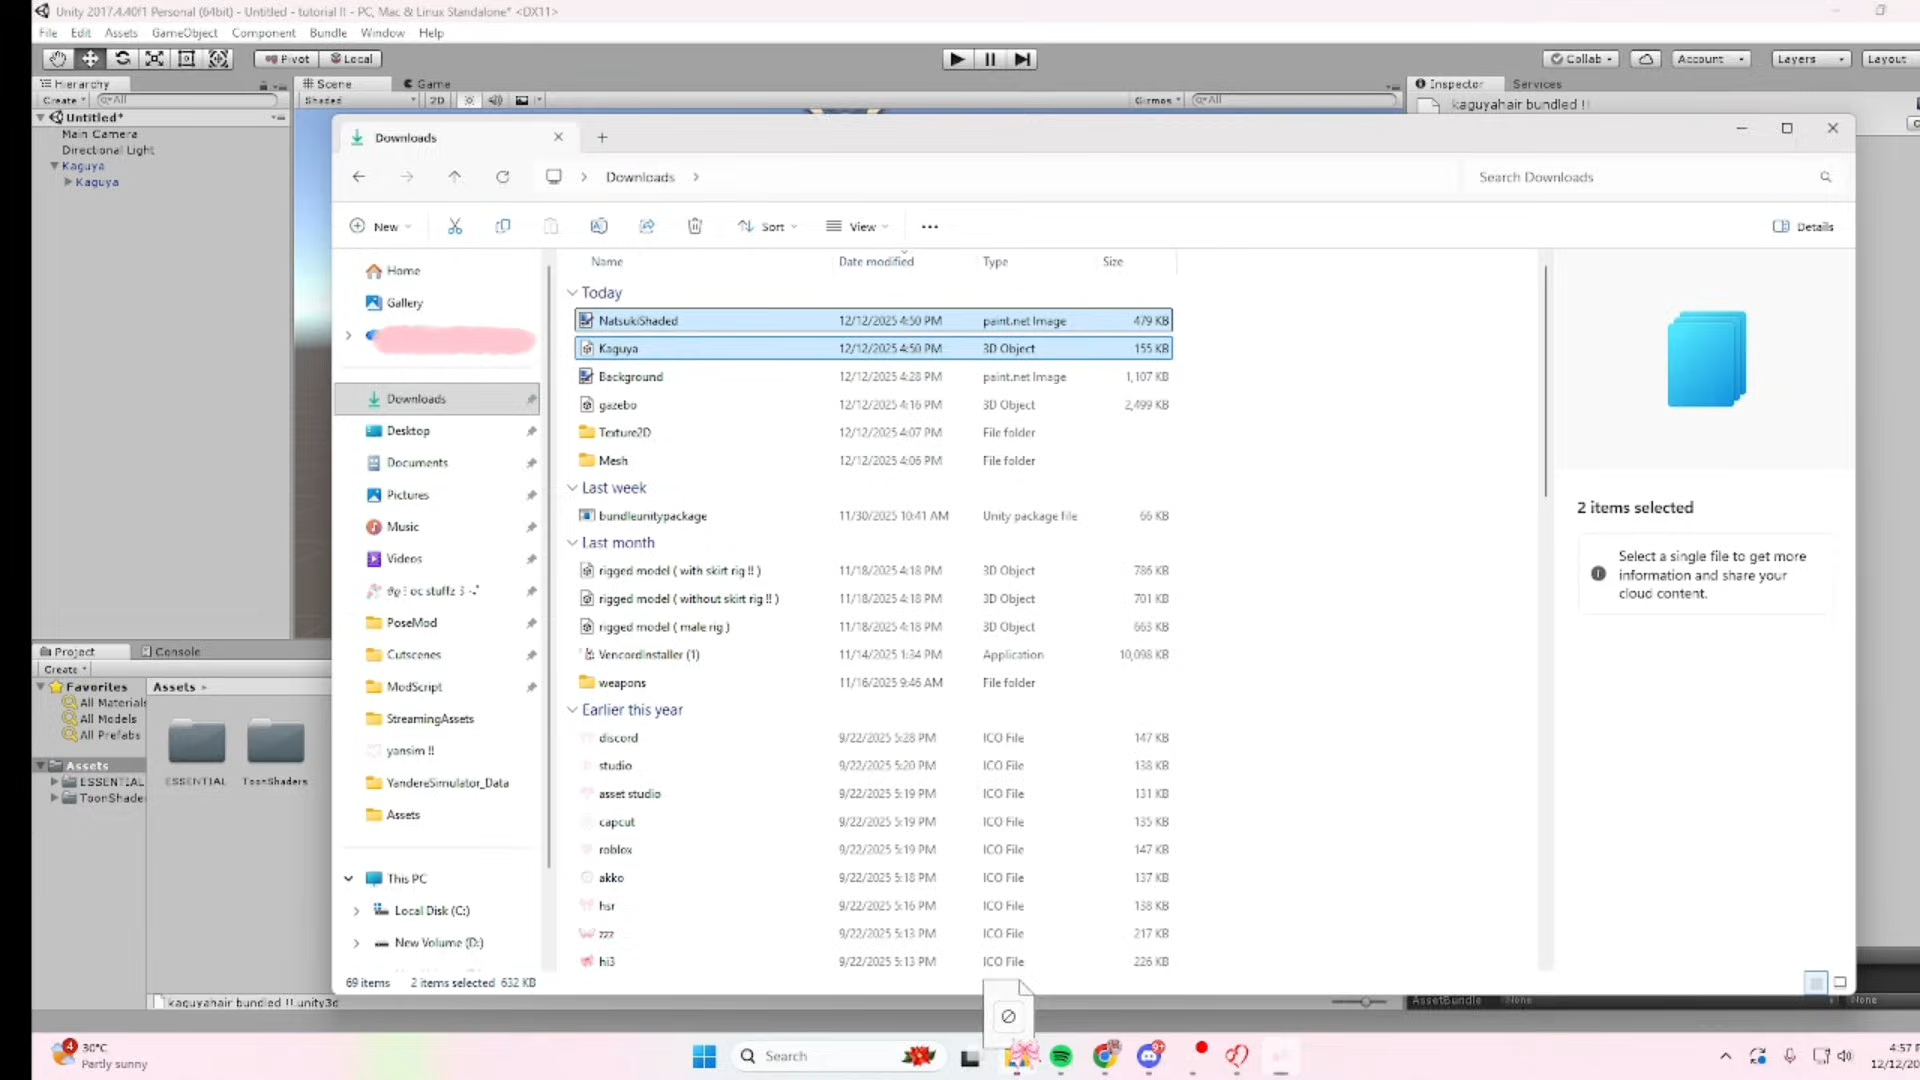 Unity 2017.4.40f1 Personal (64bit) - Untitled - tutorial !! - PC, Mac & Linux Standalone* <DX11>
File Edit Assets GameObject Component Bundle Window Help
Pivot Local Collab Account Layers Layout
Hierarchy Scene Game Inspector Services
Create All Shaded 2D Gizmos All
kaguyahair bundled !!
Untitled*
Main Camera
Directional Light
Kaguya
Kaguya
Downloads
Downloads
Search Downloads
New Sort View Details
Name Date modified Type Size
Home
Gallery
Downloads
Desktop
Documents
Pictures
Music
Videos
PoseMod
Cutscenes
ModScript
StreamingAssets
yansim !!
YandereSimulator_Data
Assets
This PC
Local Disk (C:)
New Volume (D:)
Today
NatsukiShaded 12/12/2025 4:50 PM paint.net Image 479 KB
Kaguya 12/12/2025 4:50 PM 3D Object 155 KB
Background 12/12/2025 4:28 PM paint.net Image 1,107 KB
gazebo 12/12/2025 4:16 PM 3D Object 2,499 KB
Texture2D 12/12/2025 4:07 PM File folder
Mesh 12/12/2025 4:06 PM File folder
Last week
bundleunitypackage 11/30/2025 10:41 AM Unity package file 66 KB
Last month
rigged model ( with skirt rig !! ) 11/18/2025 4:18 PM 3D Object 786 KB
rigged model ( without skirt rig !! ) 11/18/2025 4:18 PM 3D Object 701 KB
rigged model ( male rig ) 11/18/2025 4:18 PM 3D Object 663 KB
VencordInstaller (1) 11/14/2025 1:34 PM Application 10,098 KB
weapons 11/16/2025 9:46 AM File folder
Earlier this year
discord 9/22/2025 5:28 PM ICO File 147 KB
studio 9/22/2025 5:20 PM ICO File 138 KB
asset studio 9/22/2025 5:19 PM ICO File 131 KB
capcut 9/22/2025 5:19 PM ICO File 135 KB
roblox 9/22/2025 5:19 PM ICO File 147 KB
akko 9/22/2025 5:18 PM ICO File 137 KB
hsr 9/22/2025 5:16 PM ICO File 138 KB
zzz 9/22/2025 5:13 PM ICO File 217 KB
hi3 9/22/2025 5:13 PM ICO File 226 KB
2 items selected
Select a single file to get more
information and share your
cloud content.
69 items 2 items selected 632 KB
Project Console
Create
Favorites
All Materials
All Models
All Prefabs
Assets
ESSENTIAL
ToonShade
Assets
ESSENTIAL ToonShaders
kaguyahair bundled !!.unity3d
AssetBundle None None
4
30°C
Partly sunny
Search
4:57 P
12/12/20